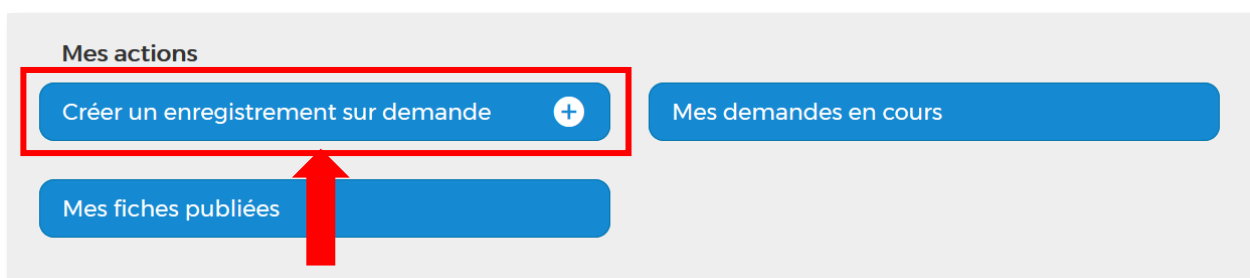 Mes actions
Créer un enregistrement sur demande
Mes demandes en cours
Mes fiches publiées